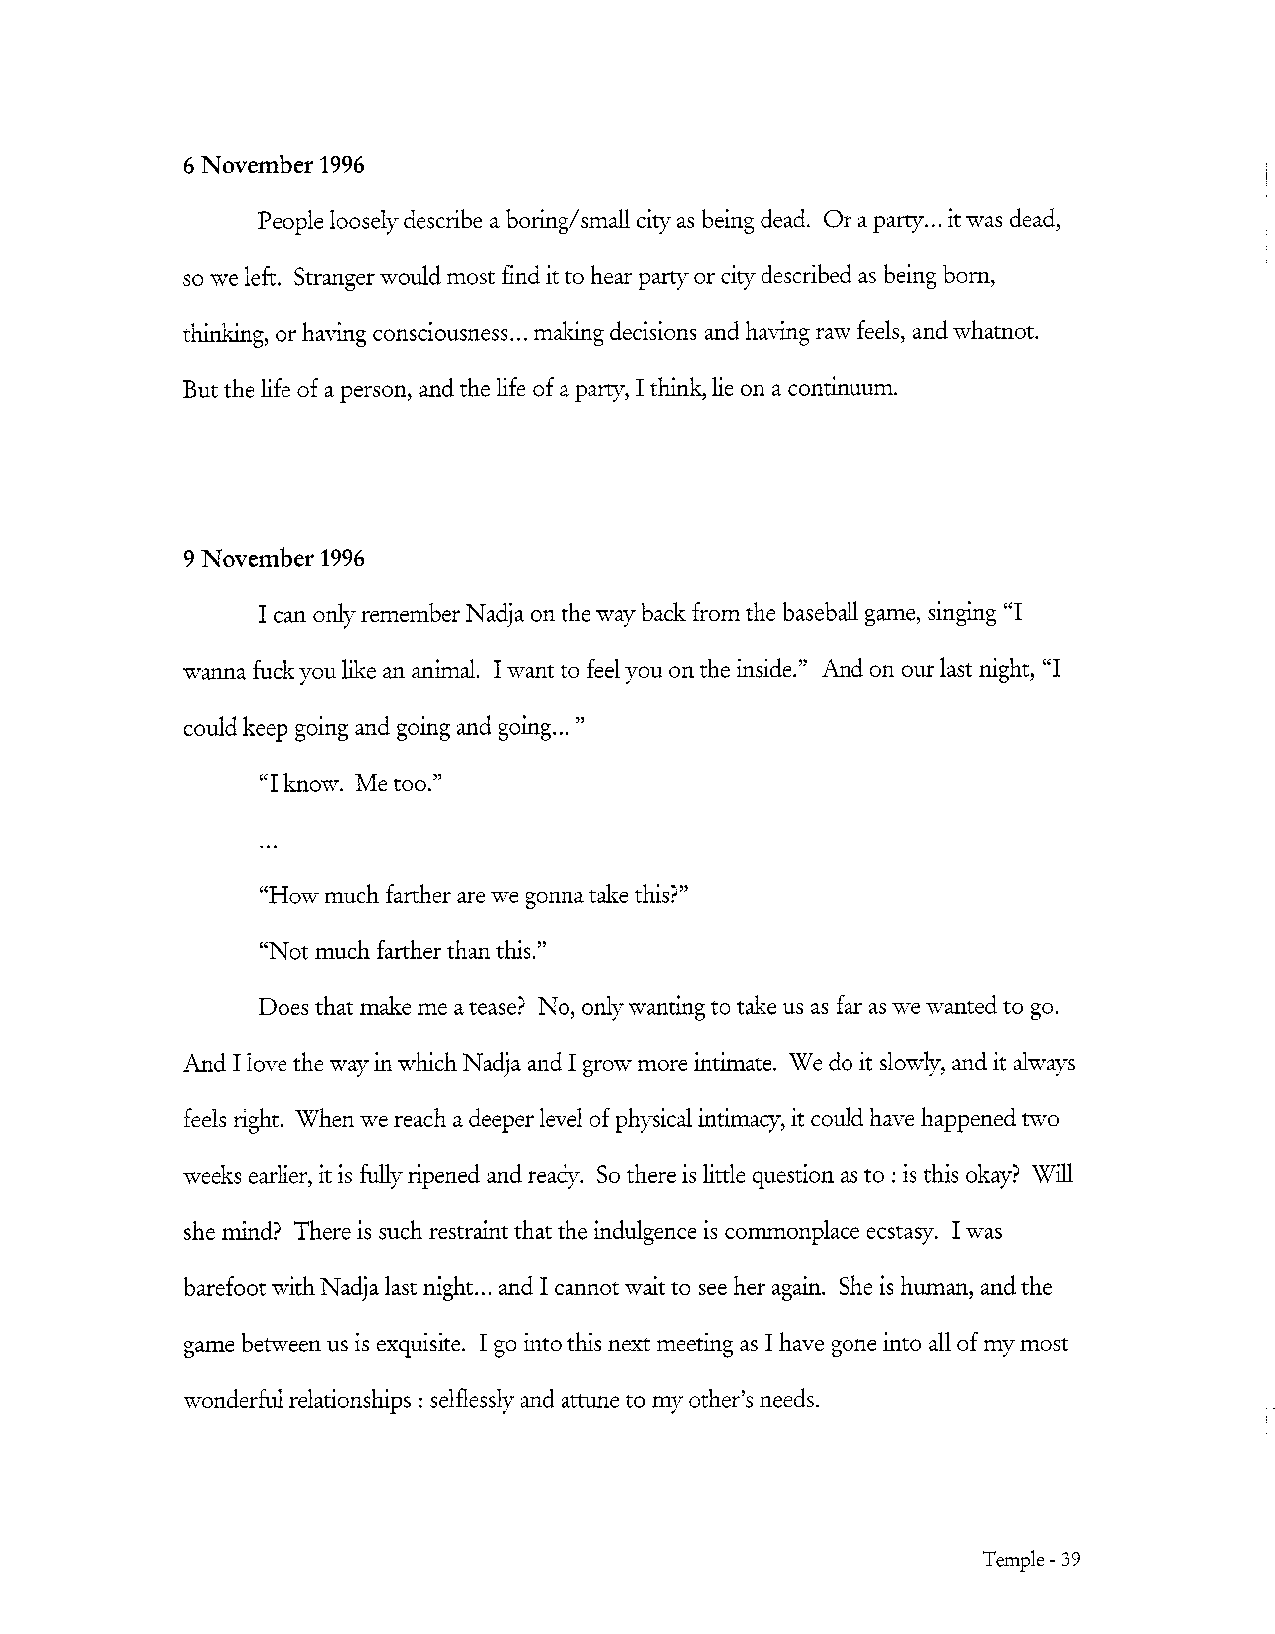 6 November 1996
People loosely describe a boring/small city as being dead.  Or a party... it was dead,
so we left.  Stranger would most find it to hear party or city described as being born,
thinking, or having consciousness... making decisions and having raw feels, and whatnot.
But the life of a person, and the life of a party, I think, lie on a continuum.
9 November 1996
I can only remember Nadja on the way back from the baseball game, singing “I
wanna fuck you like an animal.  I want to feel you on the inside.”  And on our last night, “I
could keep going and going and going... ”
“I know.  Me too.”
...
“How much farther are we gonna take this?”
“Not much farther than this.”
Does that make me a tease?  No, only wanting to take us as far as we wanted to go.
And I love the way in which Nadja and I grow more intimate.  We do it slowly, and it always
feels right.  When we reach a deeper level of physical intimacy, it could have happened two
weeks earlier, it is fully ripened and ready.  So there is little question as to : is this okay?  Will
she mind?  There is such restraint that the indulgence is commonplace ecstasy.  I was
barefoot with Nadja last night... and I cannot wait to see her again.  She is human, and the
game between us is exquisite.  I go into this next meeting as I have gone into all of my most
wonderful relationships : selflessly and attune to my other's needs.
Temple - 39